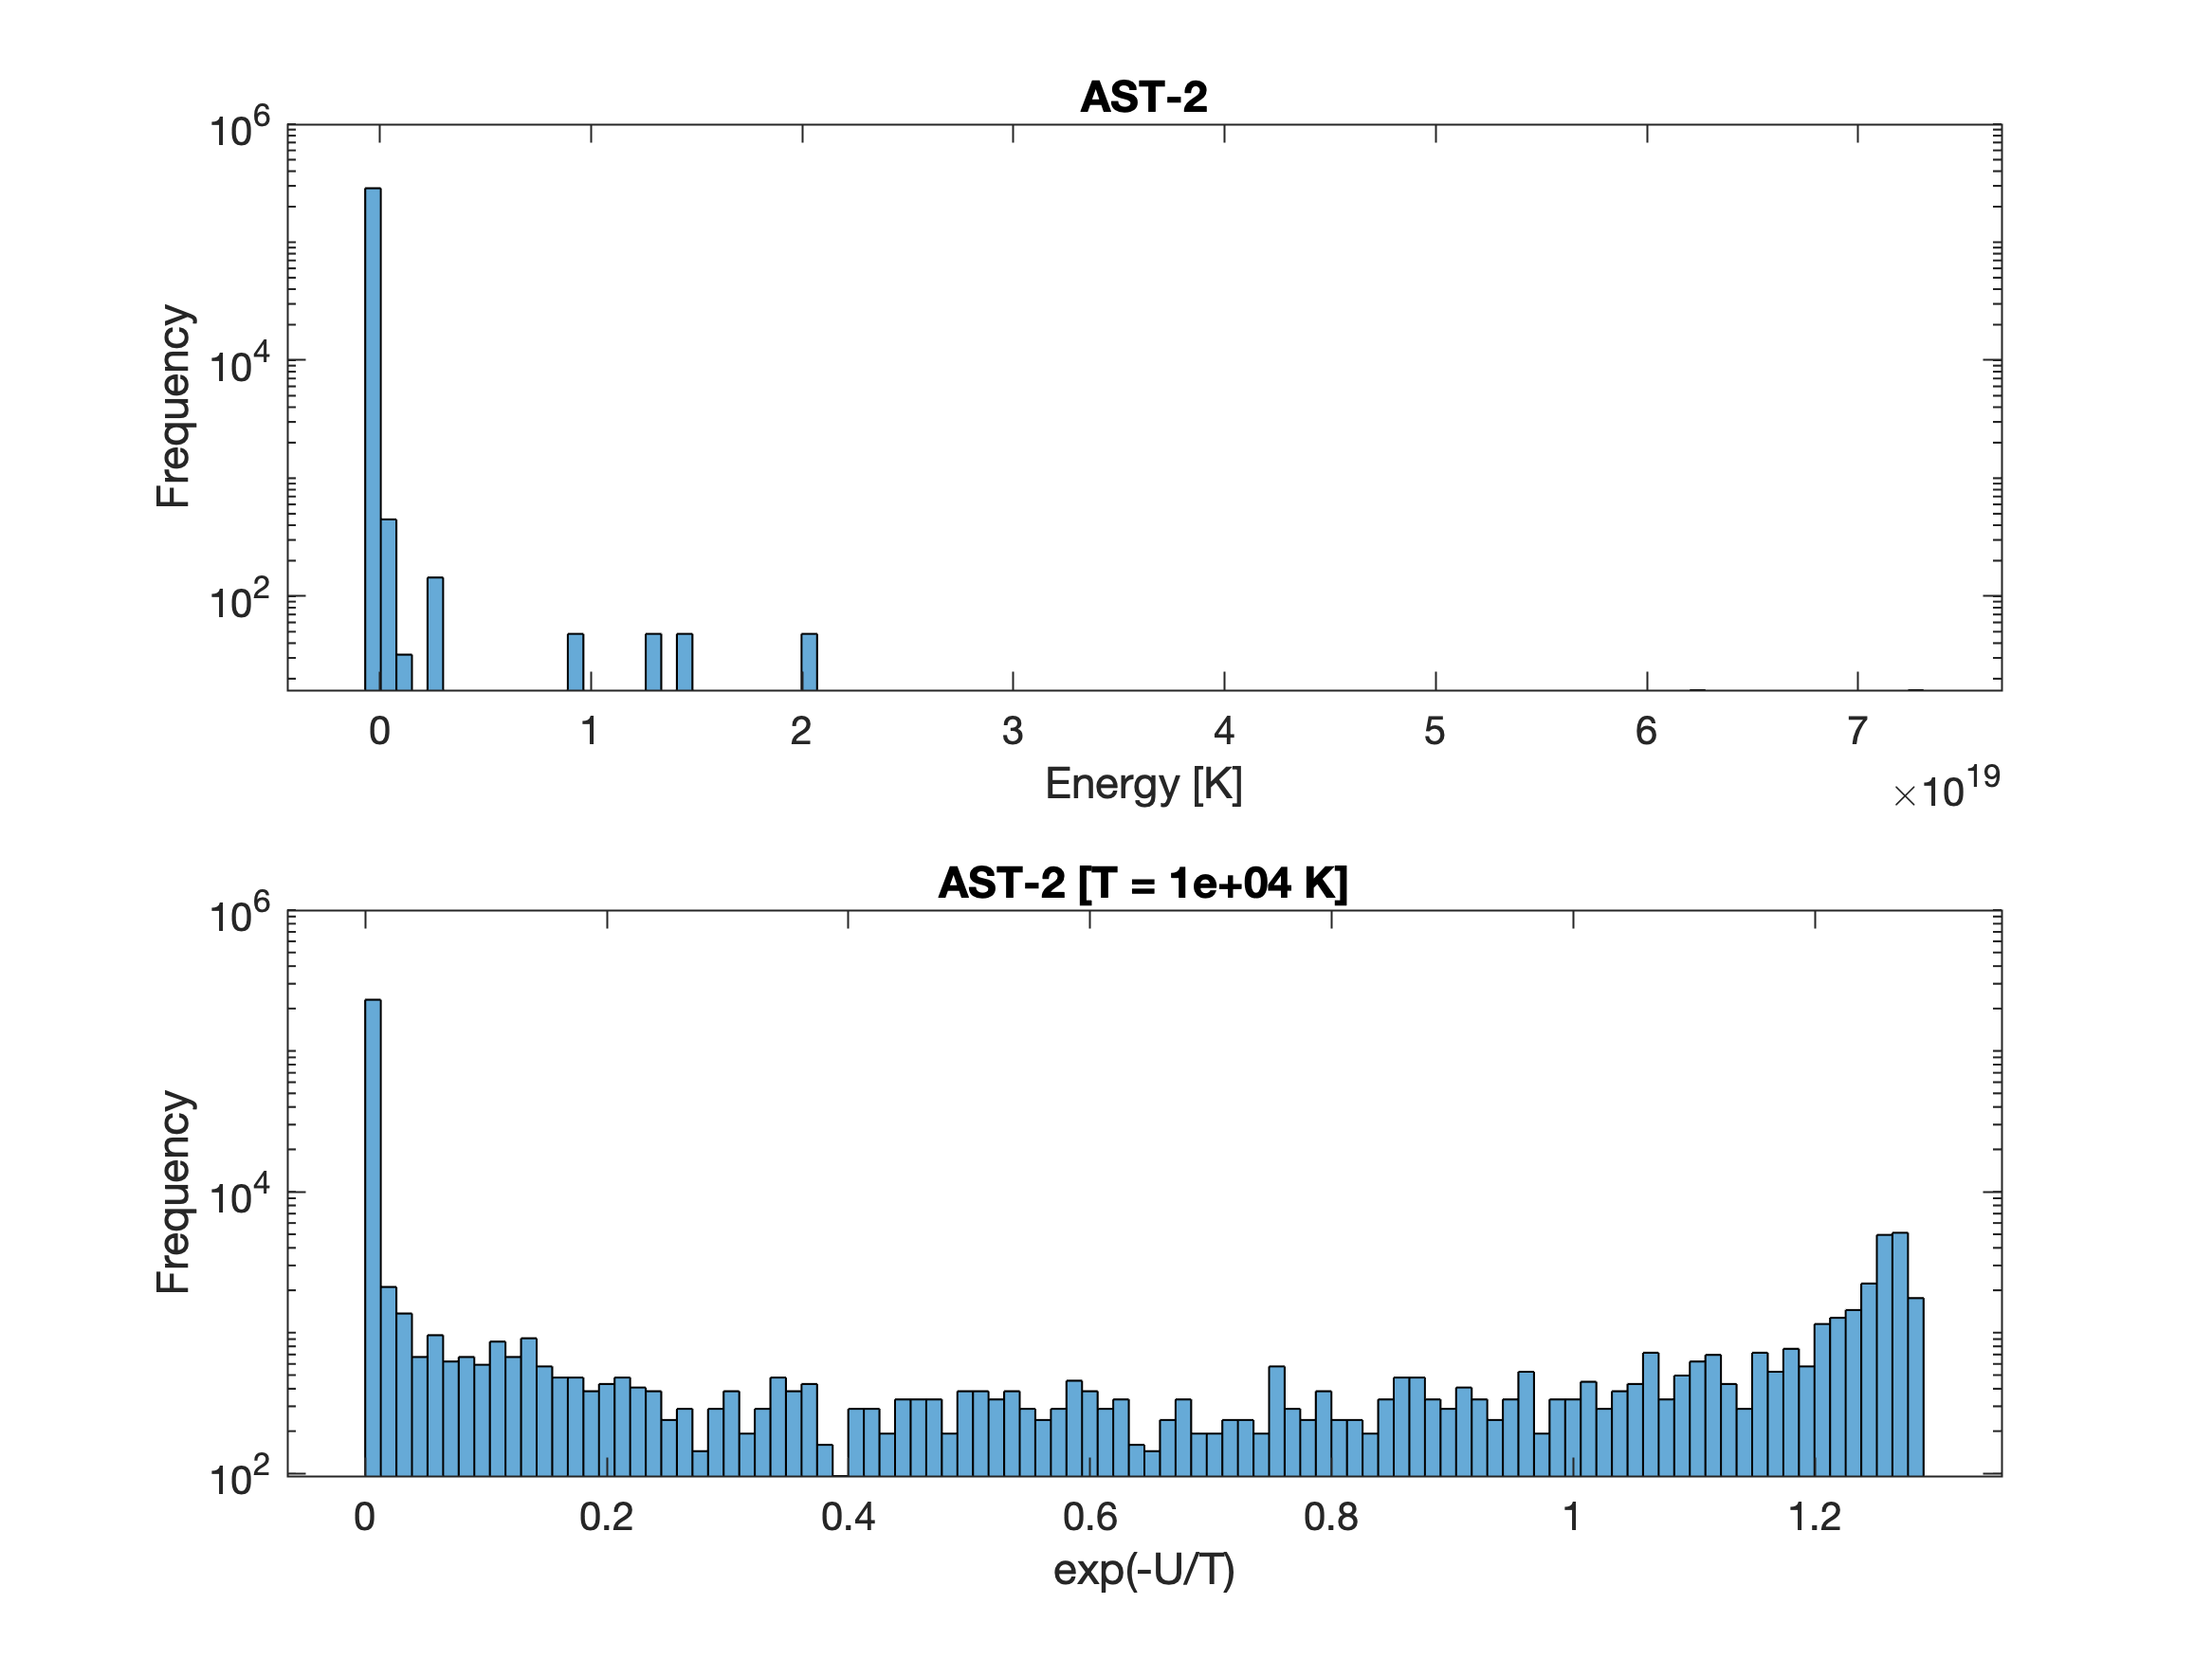 AST-2
10^6
10^4
10^2
Frequency
0 1 2 3 4 5 6 7
×10^19
Energy [K]
AST-2 [T = 1e+04 K]
10^6
10^4
10^2
Frequency
0 0.2 0.4 0.6 0.8 1 1.2
exp(-U/T)